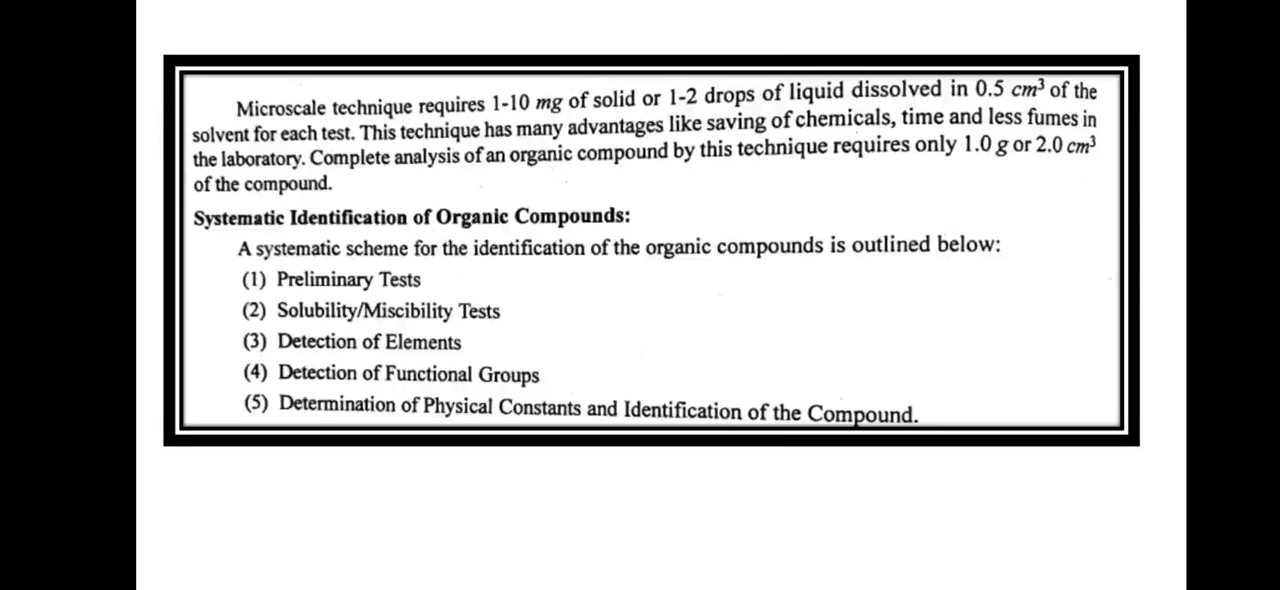 Microscale technique requires 1-10 mg of solid or 1-2 drops of liquid dissolved in 0.5 cm³ of the
solvent for each test. This technique has many advantages like saving of chemicals, time and less fumes in
the laboratory. Complete analysis of an organic compound by this technique requires only 1.0 g or 2.0 cm³
of the compound.
Systematic Identification of Organic Compounds:
A systematic scheme for the identification of the organic compounds is outlined below:
(1) Preliminary Tests
(2) Solubility/Miscibility Tests
(3) Detection of Elements
(4) Detection of Functional Groups
(5) Determination of Physical Constants and Identification of the Compound.